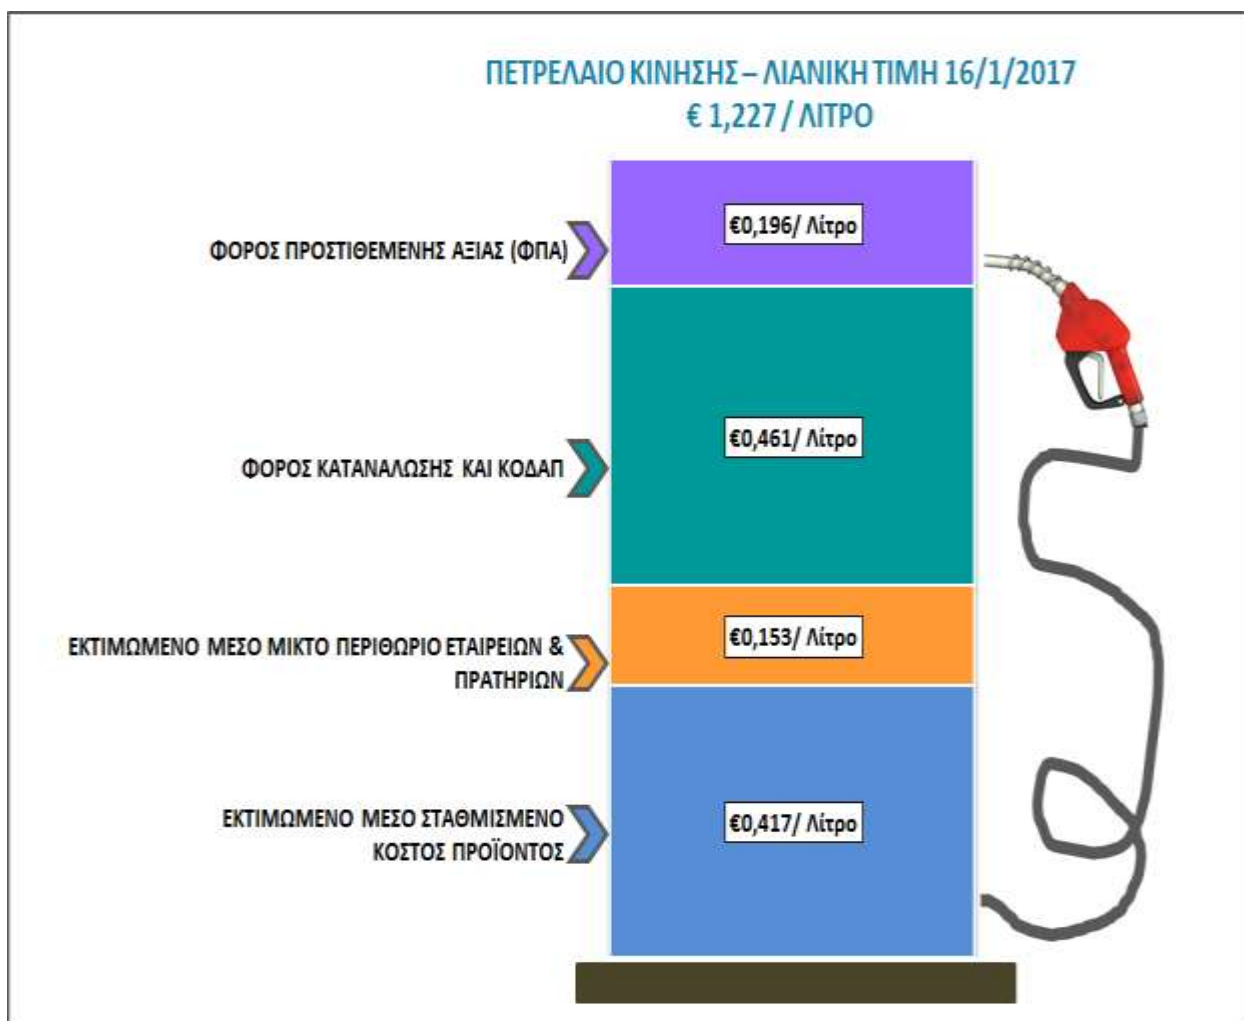 ΠΕΤΡΕΛΑΙΟ ΚΙΝΗΣΗΣ – ΛΙΑΝΙΚΗ ΤΙΜΗ 16/1/2017
€ 1,227 / ΛΙΤΡΟ
€0,196/ Λίτρο
ΦΟΡΟΣ ΠΡΟΣΤΙΘΕΜΕΝΗΣ ΑΞΙΑΣ (ΦΠΑ)
€0,461/ Λίτρο
ΦΟΡΟΣ ΚΑΤΑΝΑΛΩΣΗΣ ΚΑΙ ΚΟΔΑΠ
€0,153/ Λίτρο
ΕΚΤΙΜΩΜΕΝΟ ΜΕΣΟ ΜΙΚΤΟ ΠΕΡΙΘΩΡΙΟ ΕΤΑΙΡΕΙΩΝ &
ΠΡΑΤΗΡΙΩΝ
€0,417/ Λίτρο
ΕΚΤΙΜΩΜΕΝΟ ΜΕΣΟ ΣΤΑΘΜΙΣΜΕΝΟ
ΚΟΣΤΟΣ ΠΡΟΪΟΝΤΟΣ